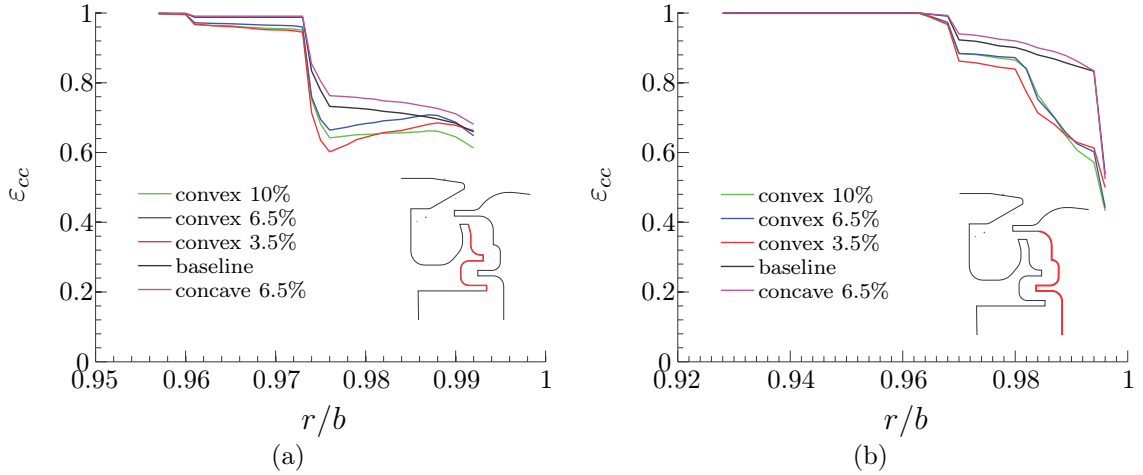 1
0.8
0.6
0.4
0.2
0
ε_cc
convex 10%
convex 6.5%
convex 3.5%
baseline
concave 6.5%
0.95 0.96 0.97 0.98 0.99 1
r/b
(a)
1
0.8
0.6
0.4
0.2
0
ε_cc
convex 10%
convex 6.5%
convex 3.5%
baseline
concave 6.5%
0.92 0.94 0.96 0.98 1
r/b
(b)